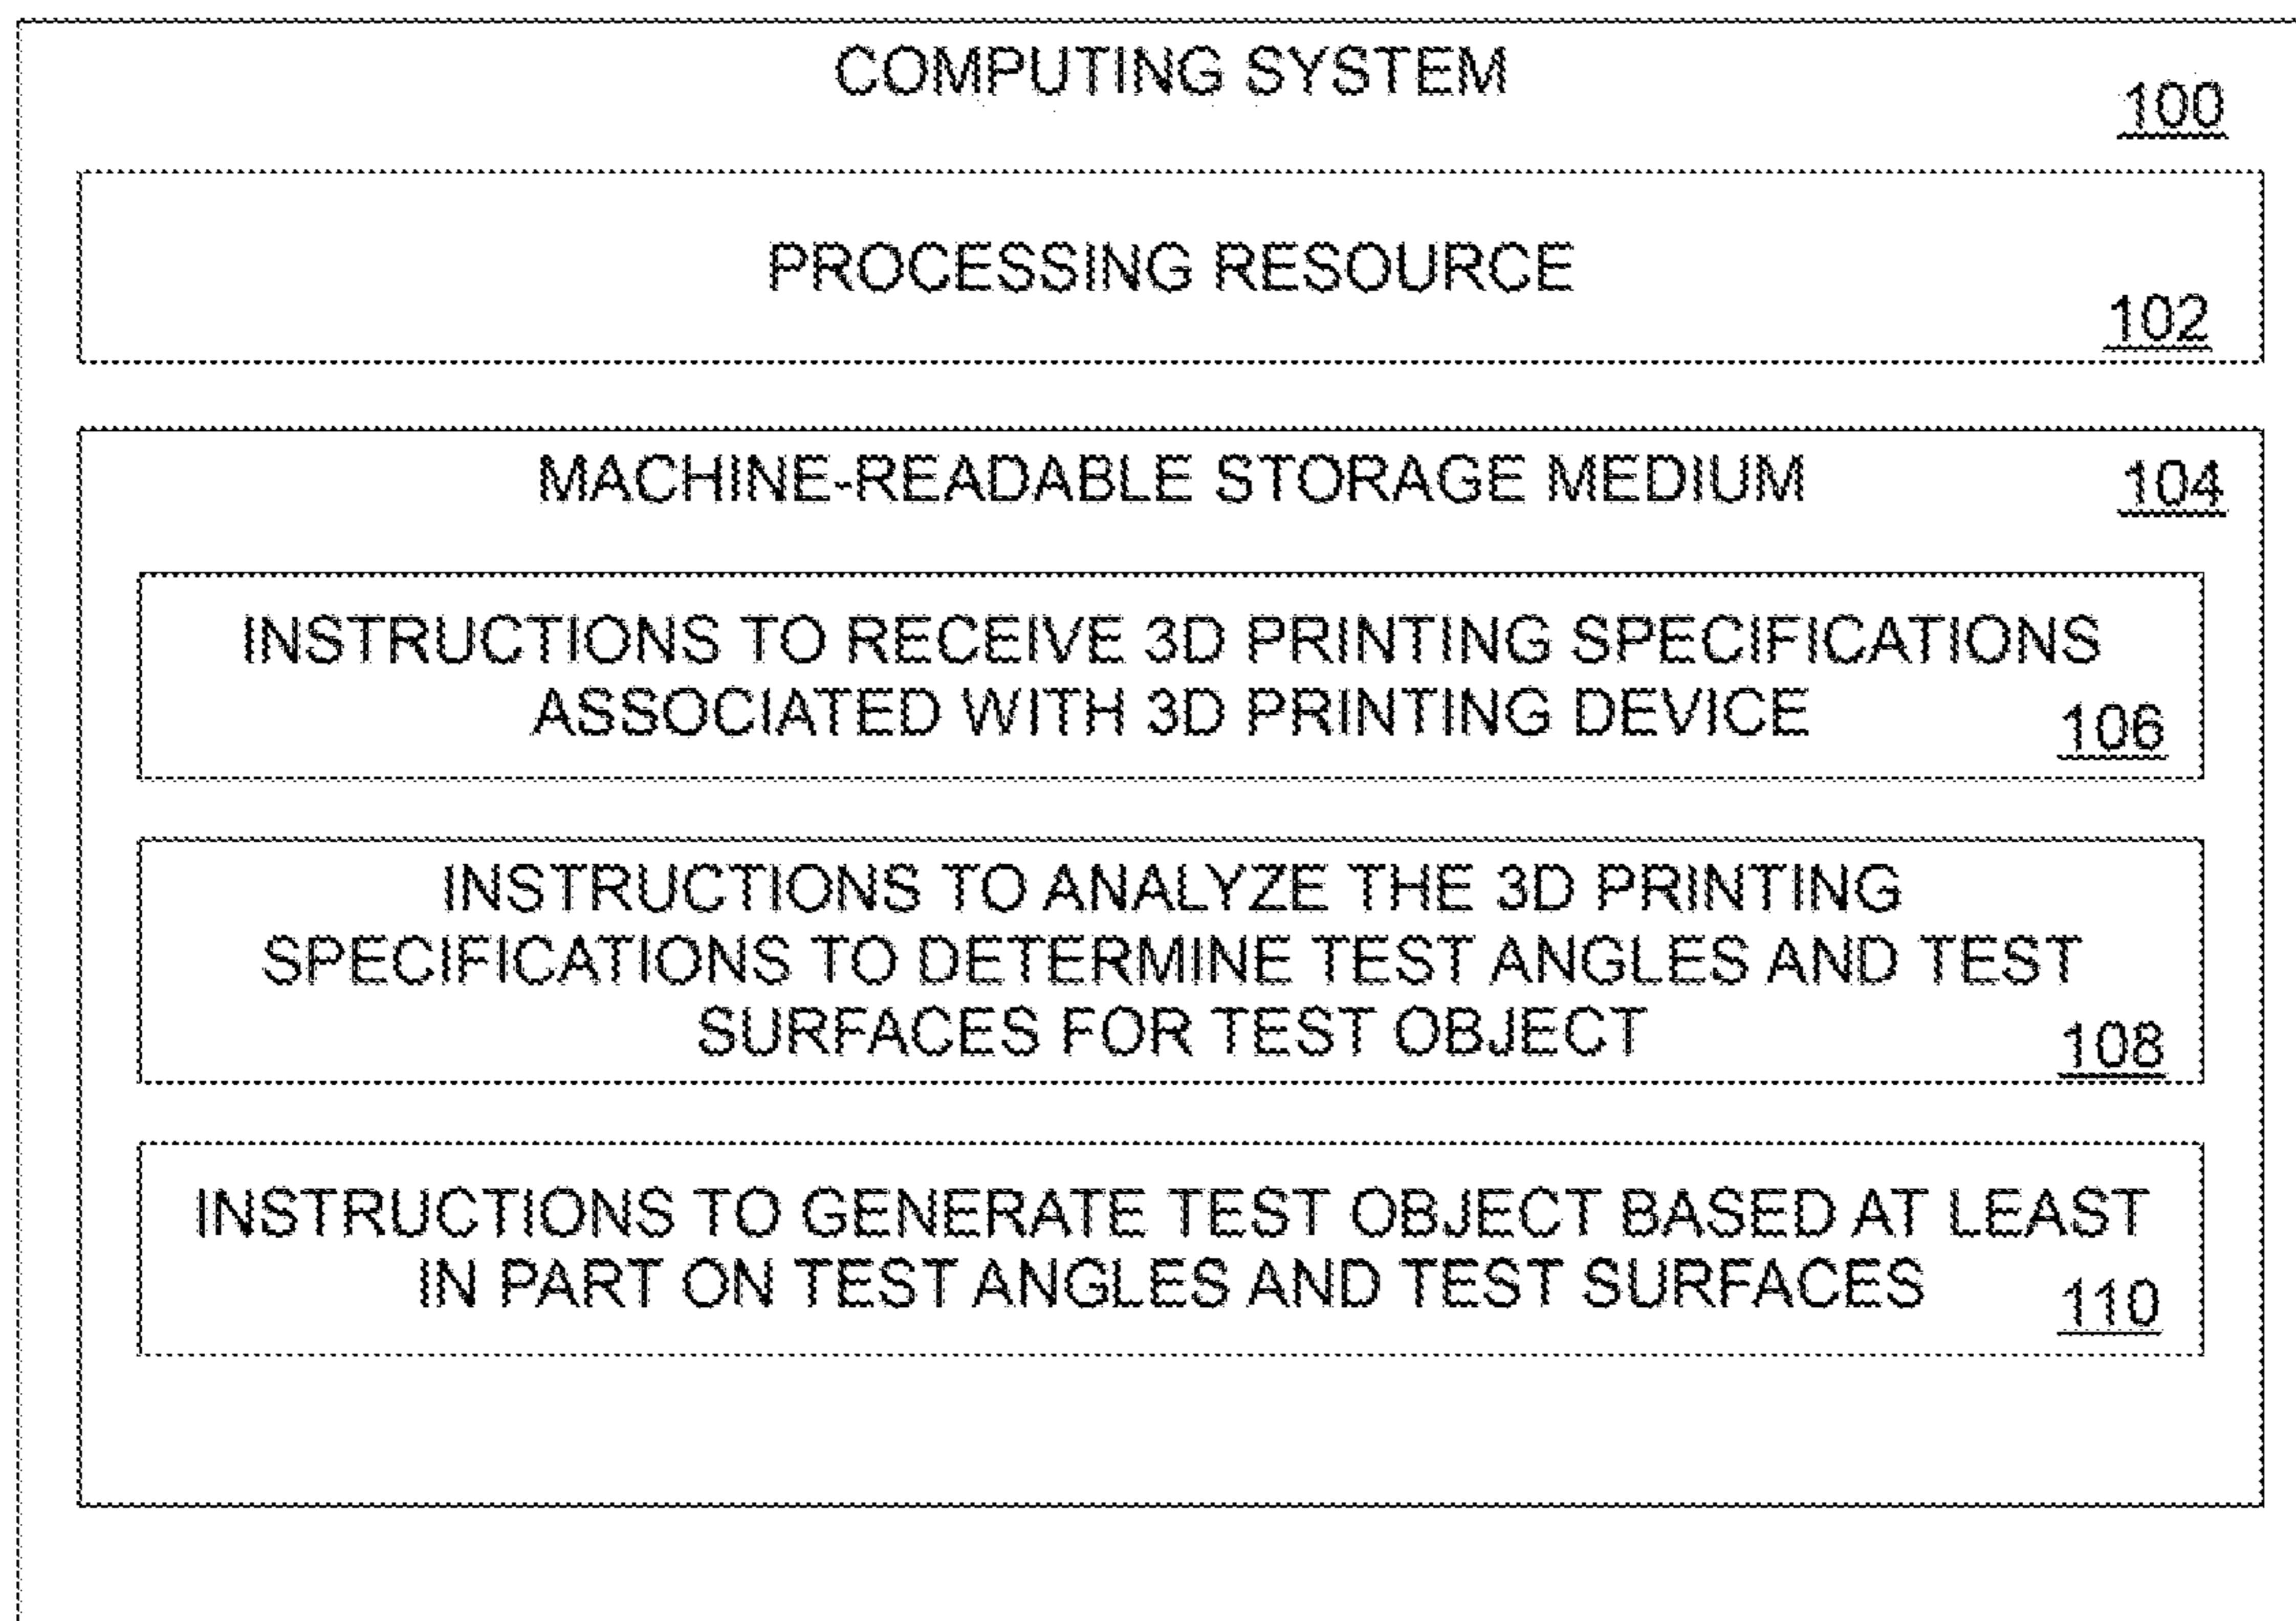 COMPUTING SYSTEM
100
PROCESSING RESOURCE
102
MACHINE-READABLE STORAGE MEDIUM
104
INSTRUCTIONS TO RECEIVE 3D PRINTING SPECIFICATIONS
ASSOCIATED WITH 3D PRINTING DEVICE
106
INSTRUCTIONS TO ANALYZE THE 3D PRINTING
SPECIFICATIONS TO DETERMINE TEST ANGLES AND TEST
SURFACES FOR TEST OBJECT
108
INSTRUCTIONS TO GENERATE TEST OBJECT BASED AT LEAST
IN PART ON TEST ANGLES AND TEST SURFACES
110